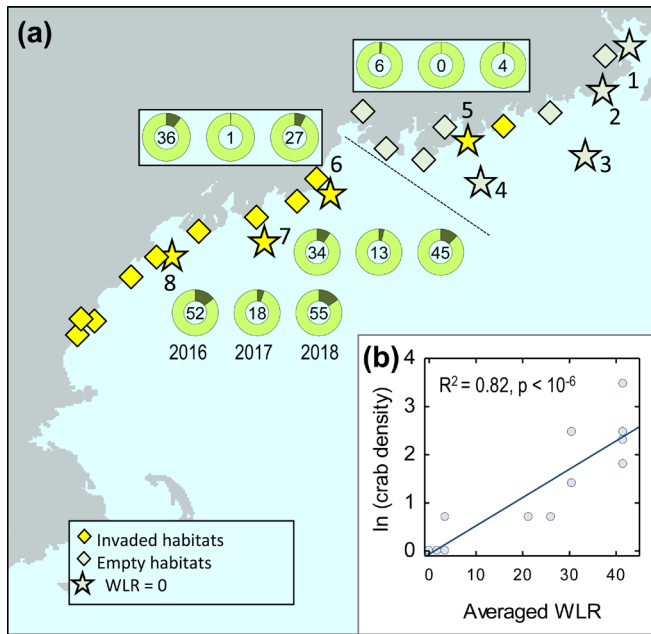 (a)
6 0 4
1
2
5
36 1 27
3
6
4
7
34 13 45
8
52 18 55
2016 2017 2018
Invaded habitats
Empty habitats
WLR = 0
(b)
R² = 0.82, p < 10⁻⁶
ln (crab density)
4
3
2
1
0
0 10 20 30 40
Averaged WLR